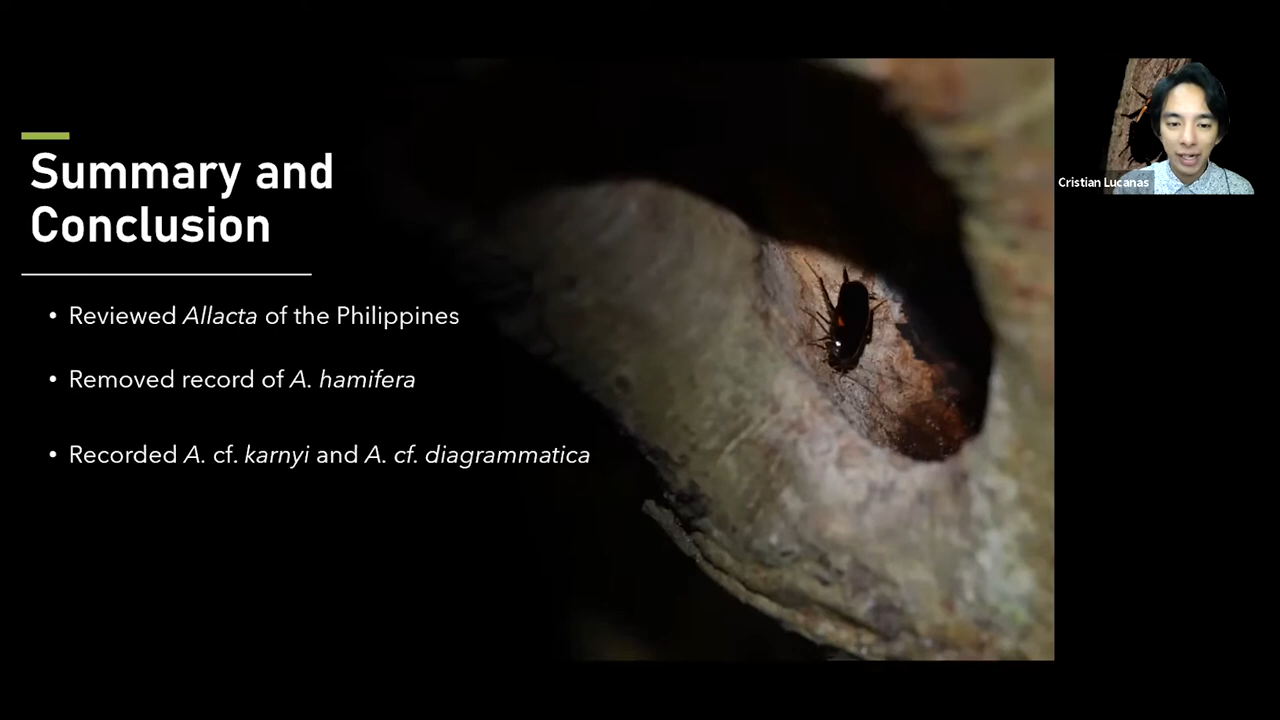 Summary and
Conclusion
• Reviewed Allacta of the Philippines
• Removed record of A. hamifera
• Recorded A. cf. karnyi and A. cf. diagrammatica
Cristian Lucanas